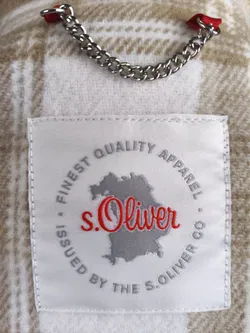 FINEST QUALITY APPAREL
s.Oliver
ISSUED BY THE S.OLIVER CO